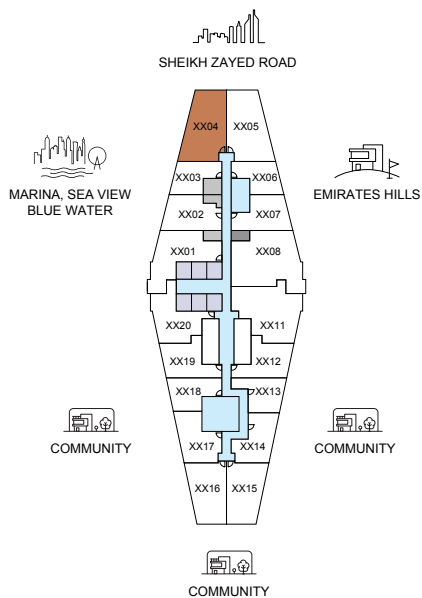 SHEIKH ZAYED ROAD
XX04
XX05
XX03
XX06
XX02
XX07
MARINA, SEA VIEW
BLUE WATER
EMIRATES HILLS
XX01
XX08
XX20
XX11
XX19
XX12
XX18
XX13
COMMUNITY
COMMUNITY
XX17
XX14
XX16
XX15
COMMUNITY